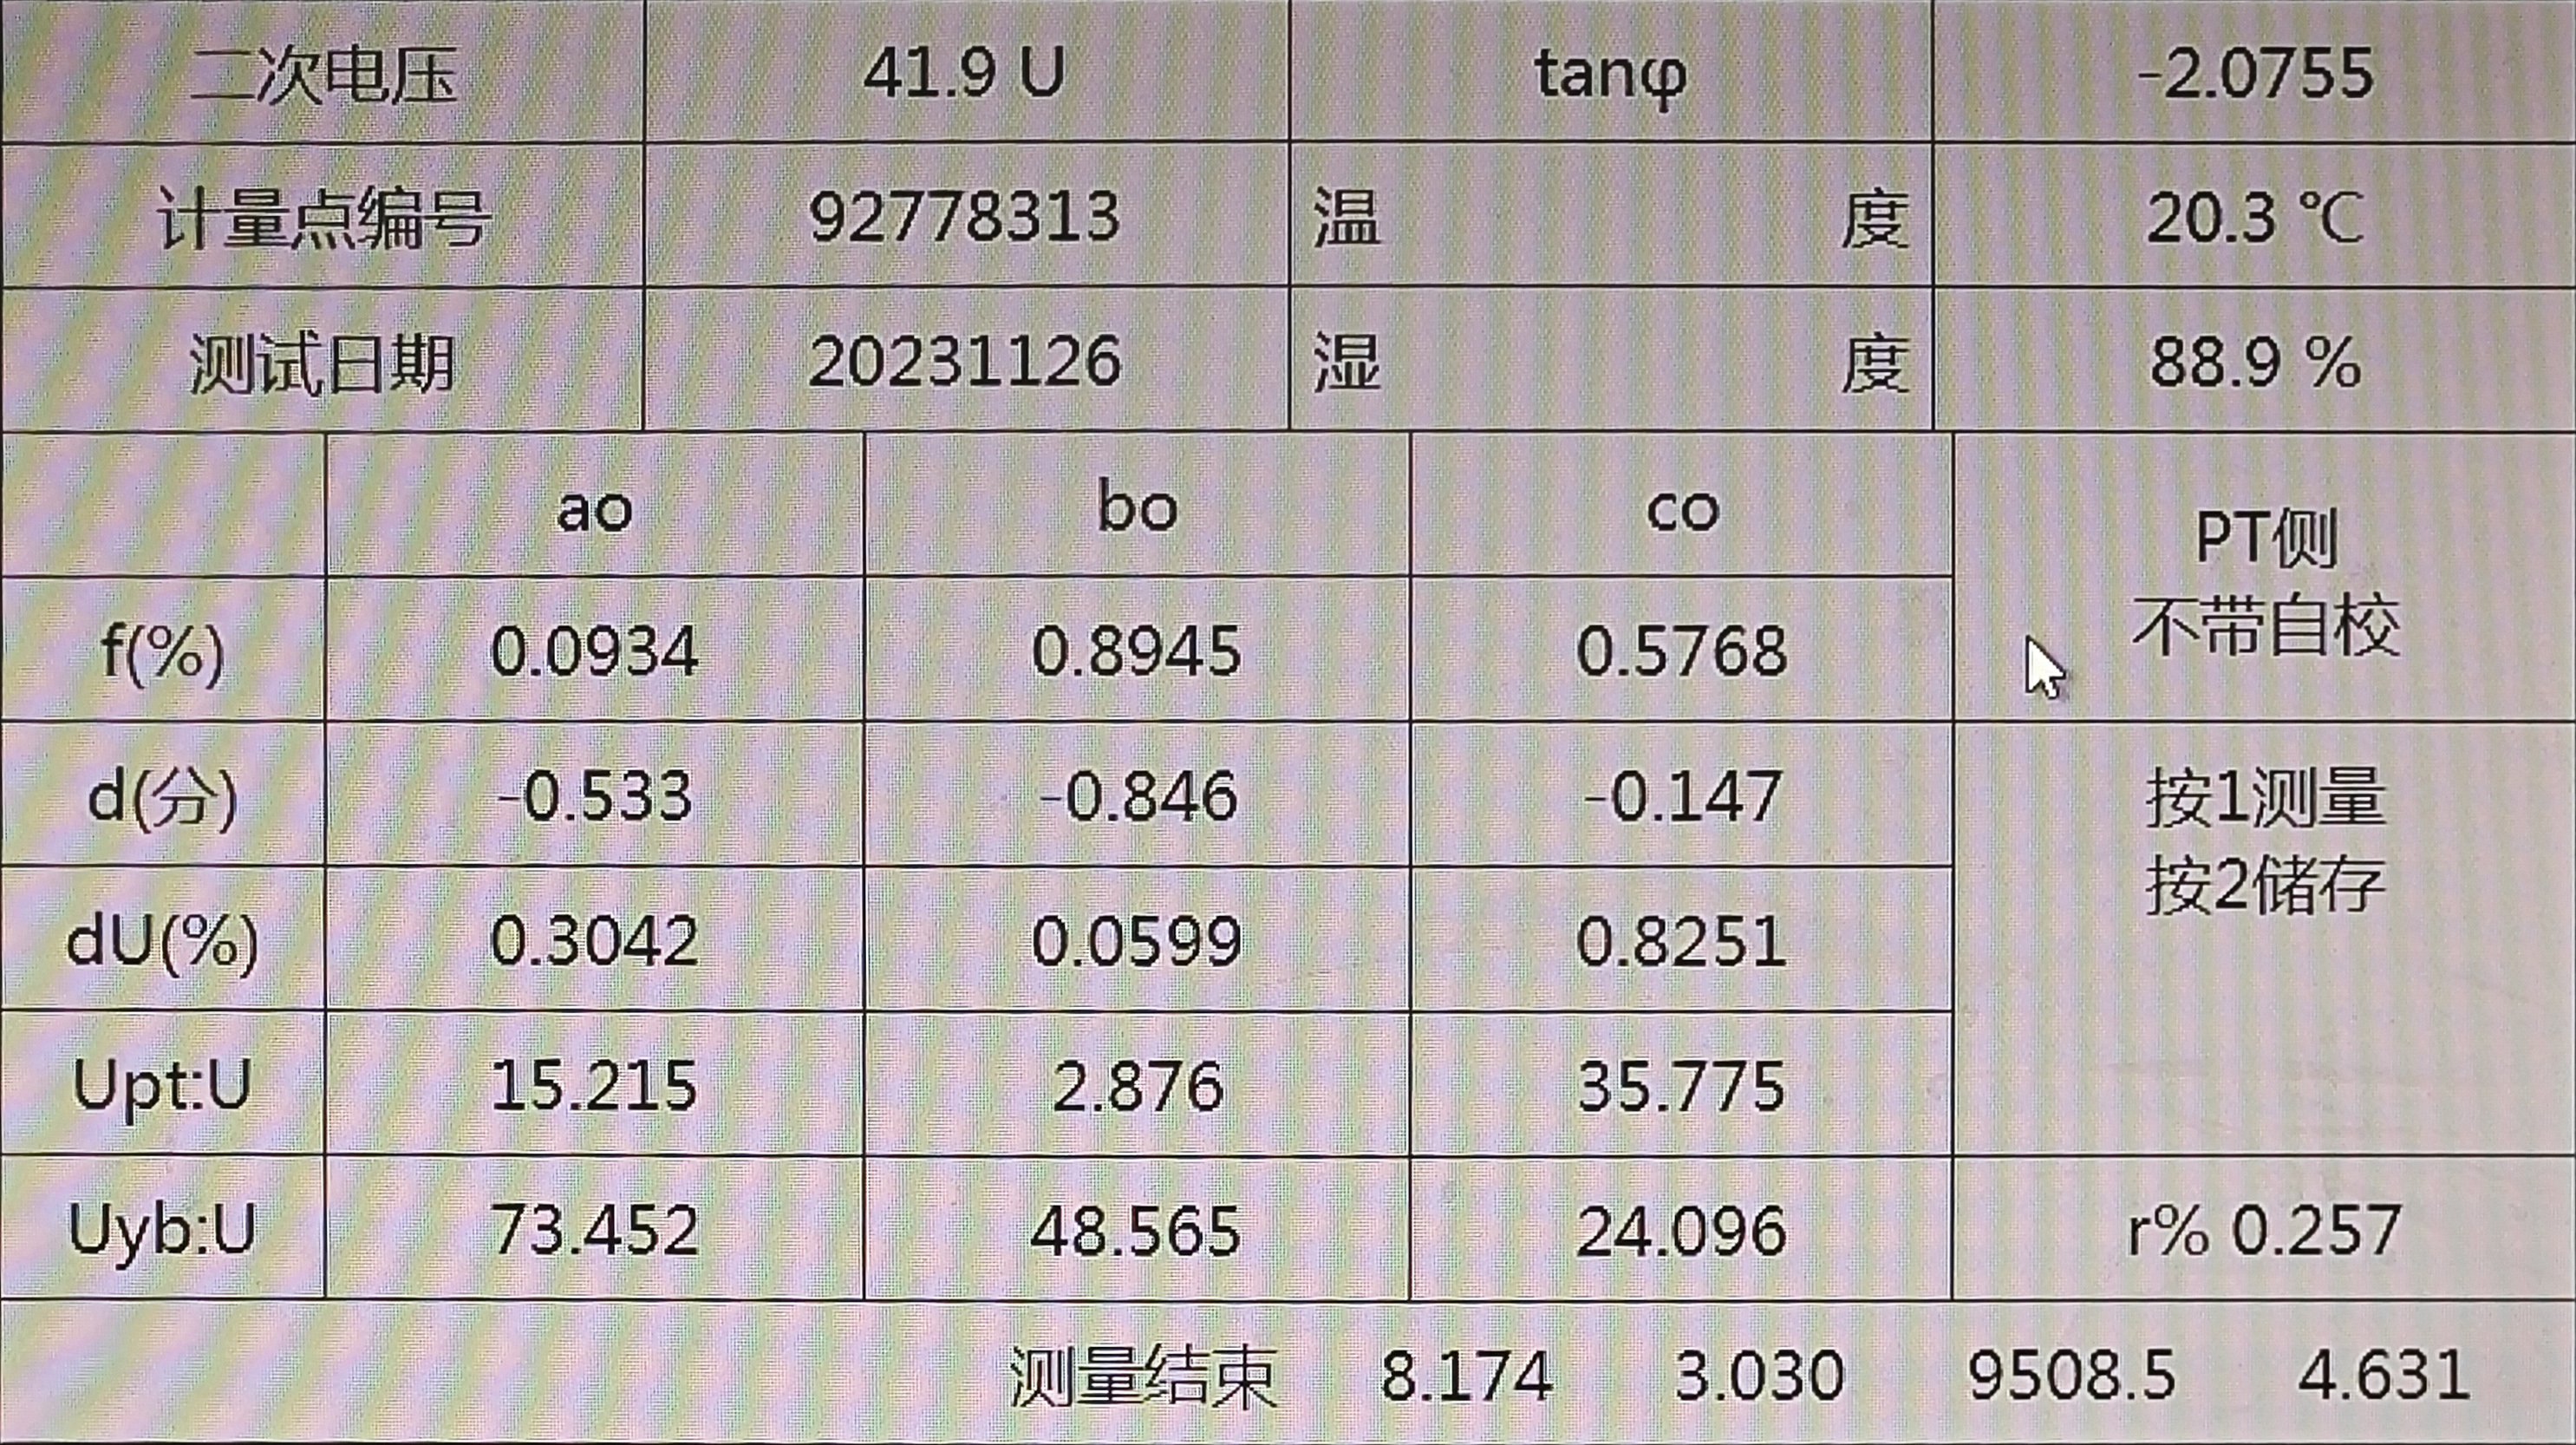 二次电压 41.9 U tanφ -2.0755
计量点编号 92778313 温 度 20.3 ℃
测试日期 20231126 湿 度 88.9 %
ao bo co PT侧
不带自校
f(%) 0.0934 0.8945 0.5768
d(分) -0.533 -0.846 -0.147 按1测量
按2储存
dU(%) 0.3042 0.0599 0.8251
Upt:U 15.215 2.876 35.775
Uyb:U 73.452 48.565 24.096 r% 0.257
测量结束 8.174 3.030 9508.5 4.631